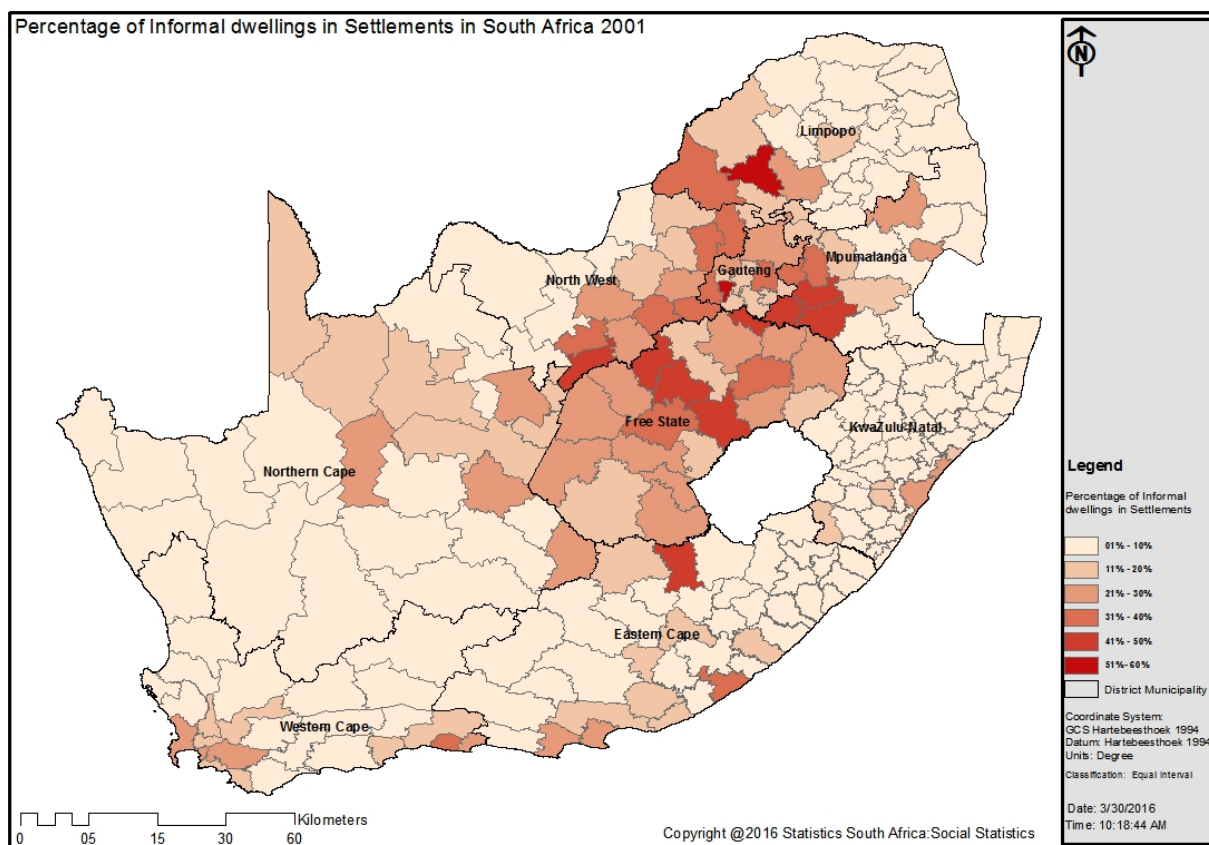 Percentage of Informal dwellings in Settlements in South Africa 2001
N
Limpopo
North West
Gauteng
Mpumalanga
Free State
KwaZulu-Natal
Northern Cape
Eastern Cape
Western Cape
Legend
Percentage of Informal
dwellings in Settlements
01% - 10%
11% - 20%
21% - 30%
31% - 40%
41% - 50%
51% - 60%
District Municipality
Coordinate System:
GCS Hartebeesthoek 1994
Datum: Hartebeesthoek 1994
Units: Degree
Classification: Equal Interval
Date: 3/30/2016
Time: 10:18:44 AM
Kilometers
0 05 15 30 60
Copyright @2016 Statistics South Africa:Social Statistics